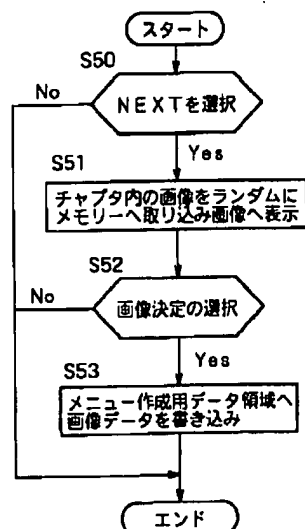 スタート
S50
No
NEXTを選択
Yes
S51
チャプタ内の画像をランダムに
メモリーへ取り込み画像へ表示
S52
No
画像決定の選択
Yes
S53
メニュー作成用データ領域へ
画像データを書き込み
エンド